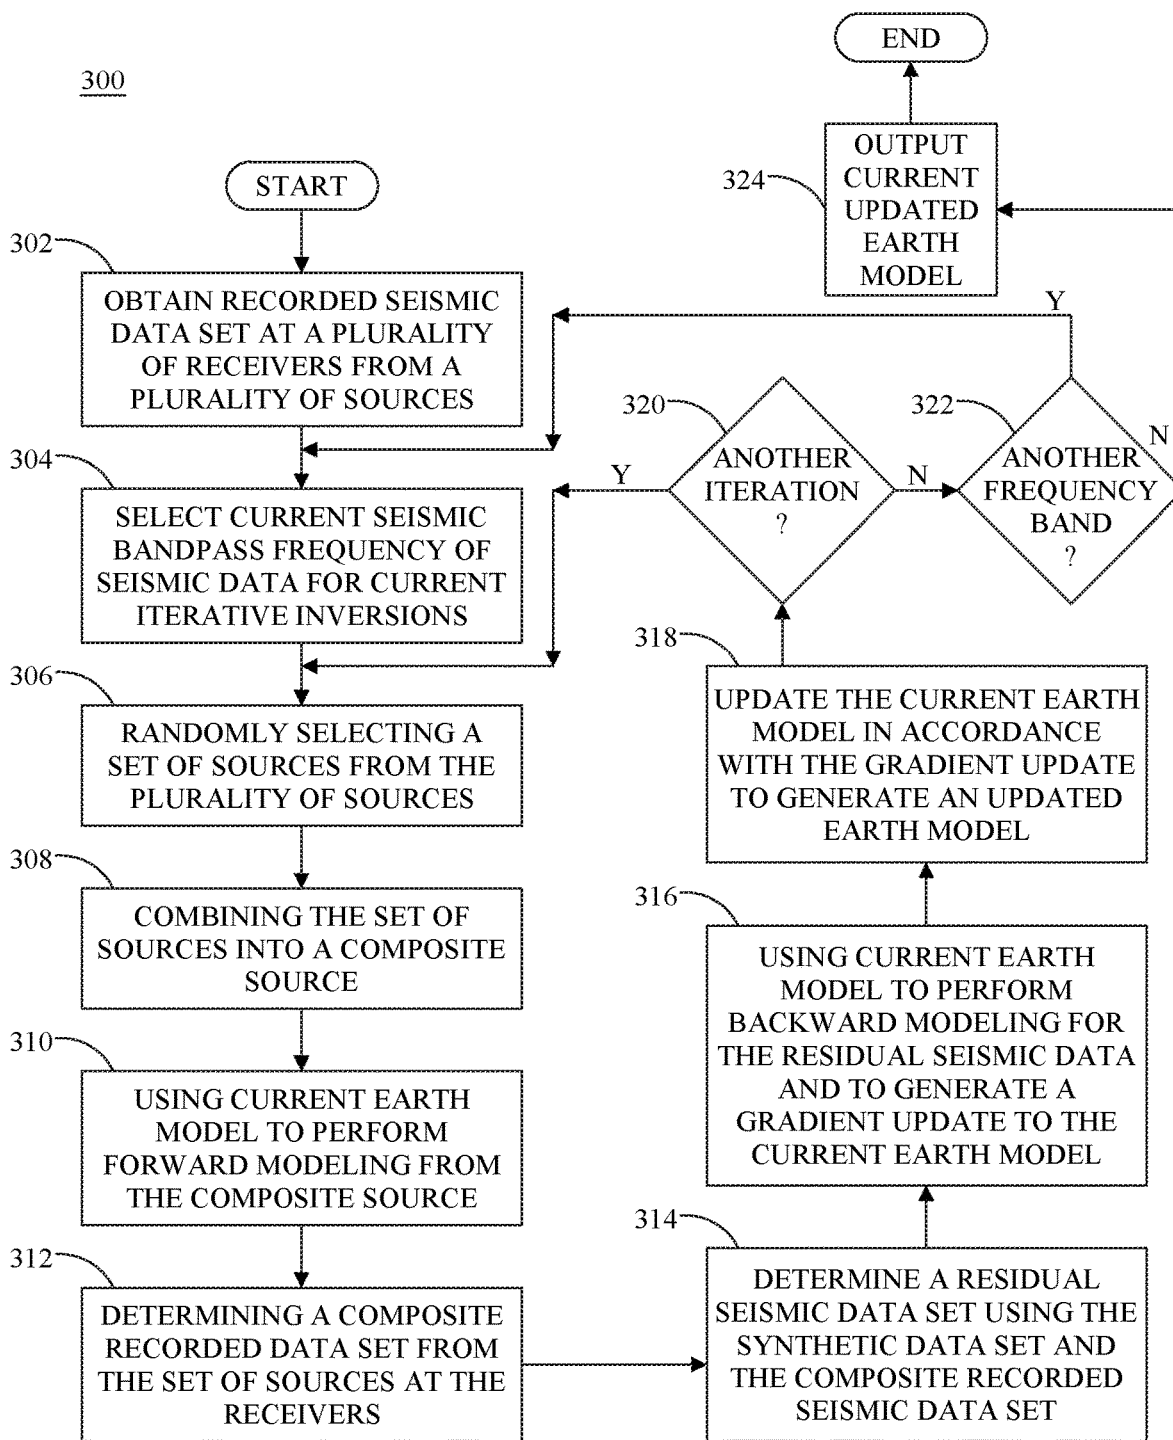 300
START
302
OBTAIN RECORDED SEISMIC
DATA SET AT A PLURALITY
OF RECEIVERS FROM A
PLURALITY OF SOURCES
304
SELECT CURRENT SEISMIC
BANDPASS FREQUENCY OF
SEISMIC DATA FOR CURRENT
ITERATIVE INVERSIONS
306
RANDOMLY SELECTING A
SET OF SOURCES FROM THE
PLURALITY OF SOURCES
308
COMBINING THE SET OF
SOURCES INTO A COMPOSITE
SOURCE
310
USING CURRENT EARTH
MODEL TO PERFORM
FORWARD MODELING FROM
THE COMPOSITE SOURCE
312
DETERMINING A COMPOSITE
RECORDED DATA SET FROM
THE SET OF SOURCES AT THE
RECEIVERS
314
DETERMINE A RESIDUAL
SEISMIC DATA SET USING THE
SYNTHETIC DATA SET AND
THE COMPOSITE RECORDED
SEISMIC DATA SET
316
USING CURRENT EARTH
MODEL TO PERFORM
BACKWARD MODELING FOR
THE RESIDUAL SEISMIC DATA
AND TO GENERATE A
GRADIENT UPDATE TO THE
CURRENT EARTH MODEL
318
UPDATE THE CURRENT EARTH
MODEL IN ACCORDANCE
WITH THE GRADIENT UPDATE
TO GENERATE AN UPDATED
EARTH MODEL
320
ANOTHER
ITERATION
?
Y
N
322
ANOTHER
FREQUENCY
BAND
?
Y
N
324
OUTPUT
CURRENT
UPDATED
EARTH
MODEL
END